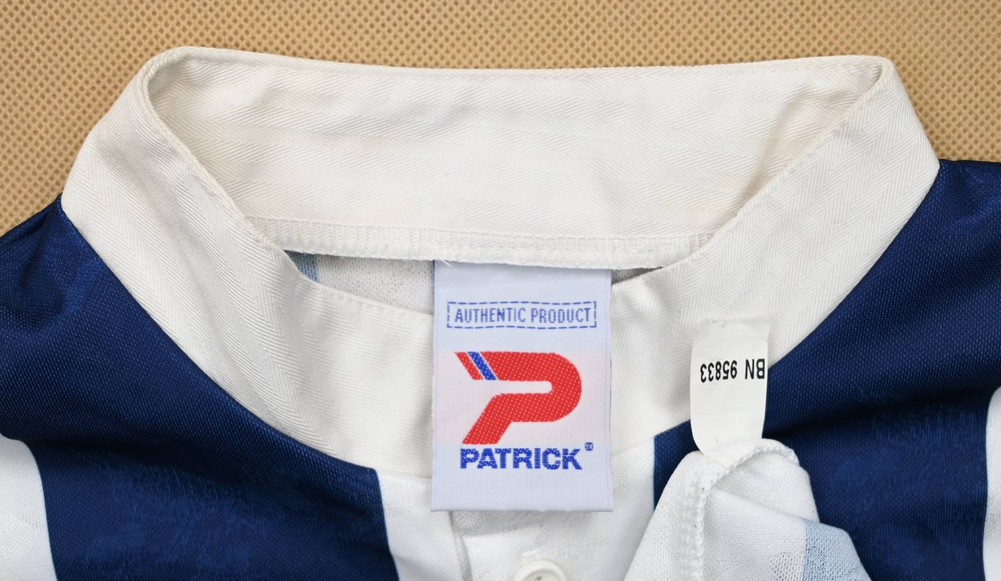 AUTHENTIC PRODUCT
PATRICK
BN 95833